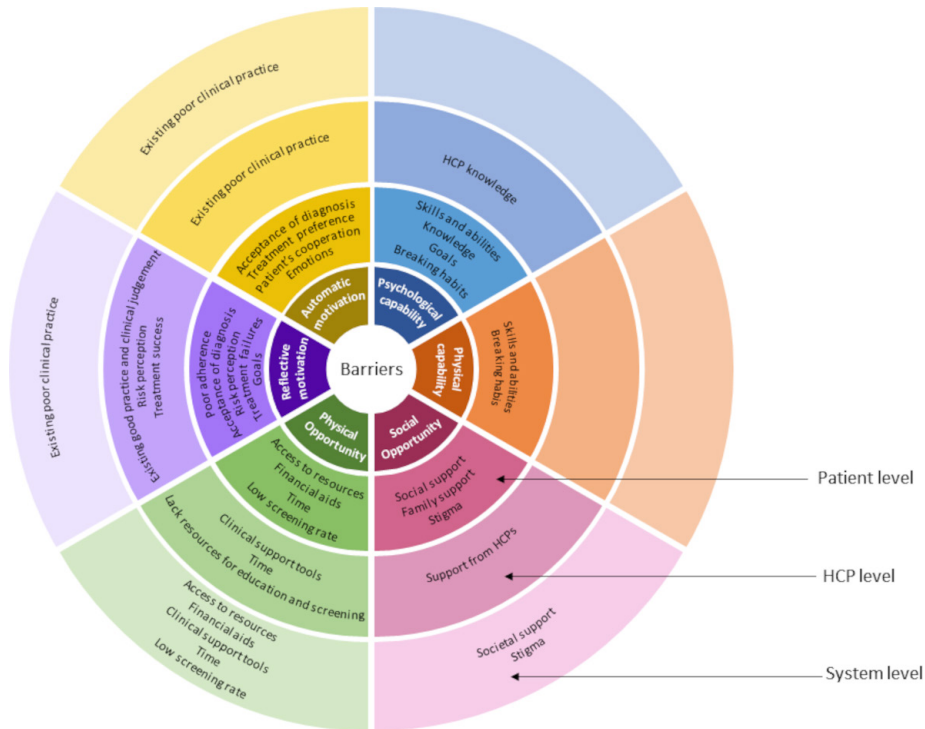 Existing poor clinical practice
Existing poor clinical practice
Acceptance of diagnosis
Treatment preference
Patient's cooperation
Emotions
Automatic
motivation
HCP knowledge
Skills and abilities
Knowledge
Goals
Breaking habits
Psychological
capability
Existing poor clinical practice
Existing good practice and clinical judgement
Risk perception
Treatment success
Poor adherence
Acceptance of diagnosis
Risk perception
Treatment failures
Goals
Reflective
motivation
Barriers
Physical
capability
Skills and abilities
Breaking habis
Physical
Opportunity
Access to resources
Financial aids
Time
Low screening rate
Clinical support tools
Time
Lack resources for education and screening
Access to resources
Financial aids
Clinical support tools
Time
Low screening rate
Social
Opportunity
Social support
Family support
Stigma
Support from HCPs
Societal support
Stigma
Patient level
HCP level
System level